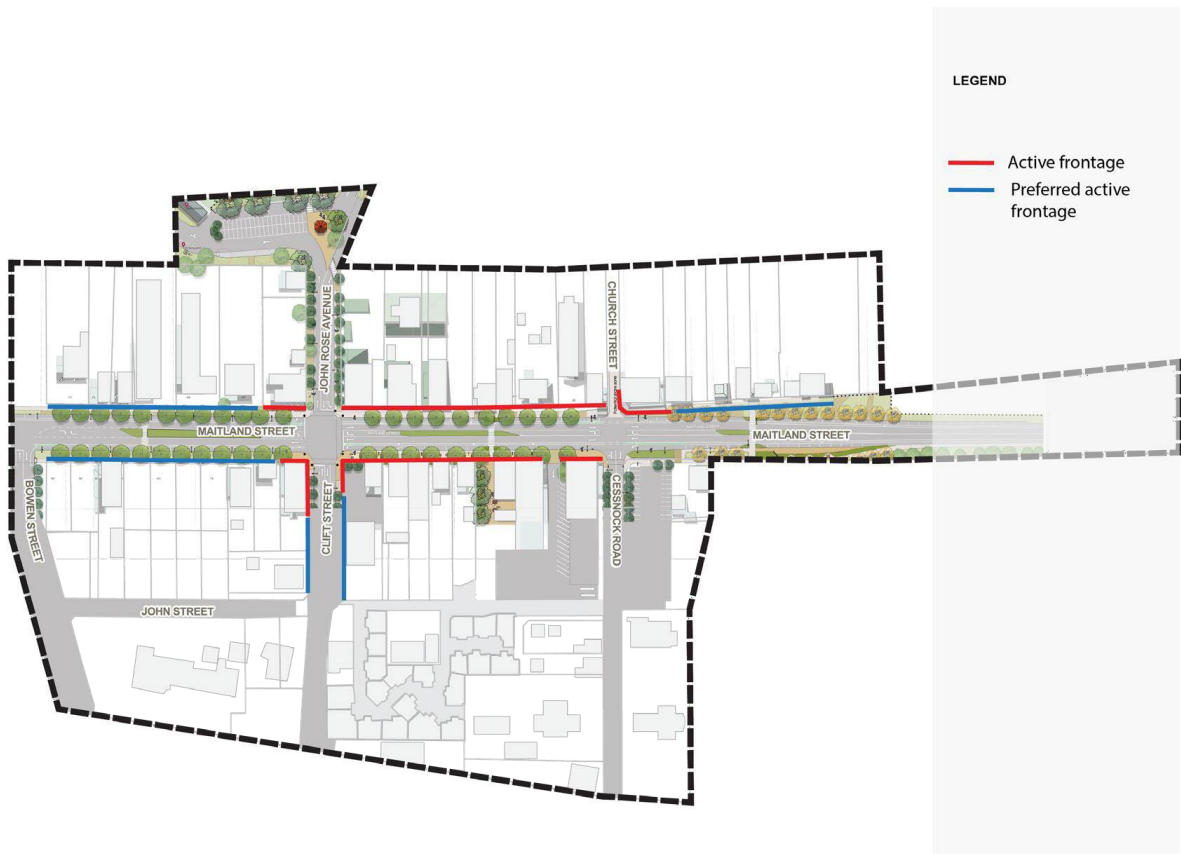 LEGEND
Active frontage
Preferred active
frontage
JOHN ROSE AVENUE
CHURCH STREET
MAITLAND STREET
MAITLAND STREET
BOWEN STREET
CLIFT STREET
CESSNOCK ROAD
JOHN STREET